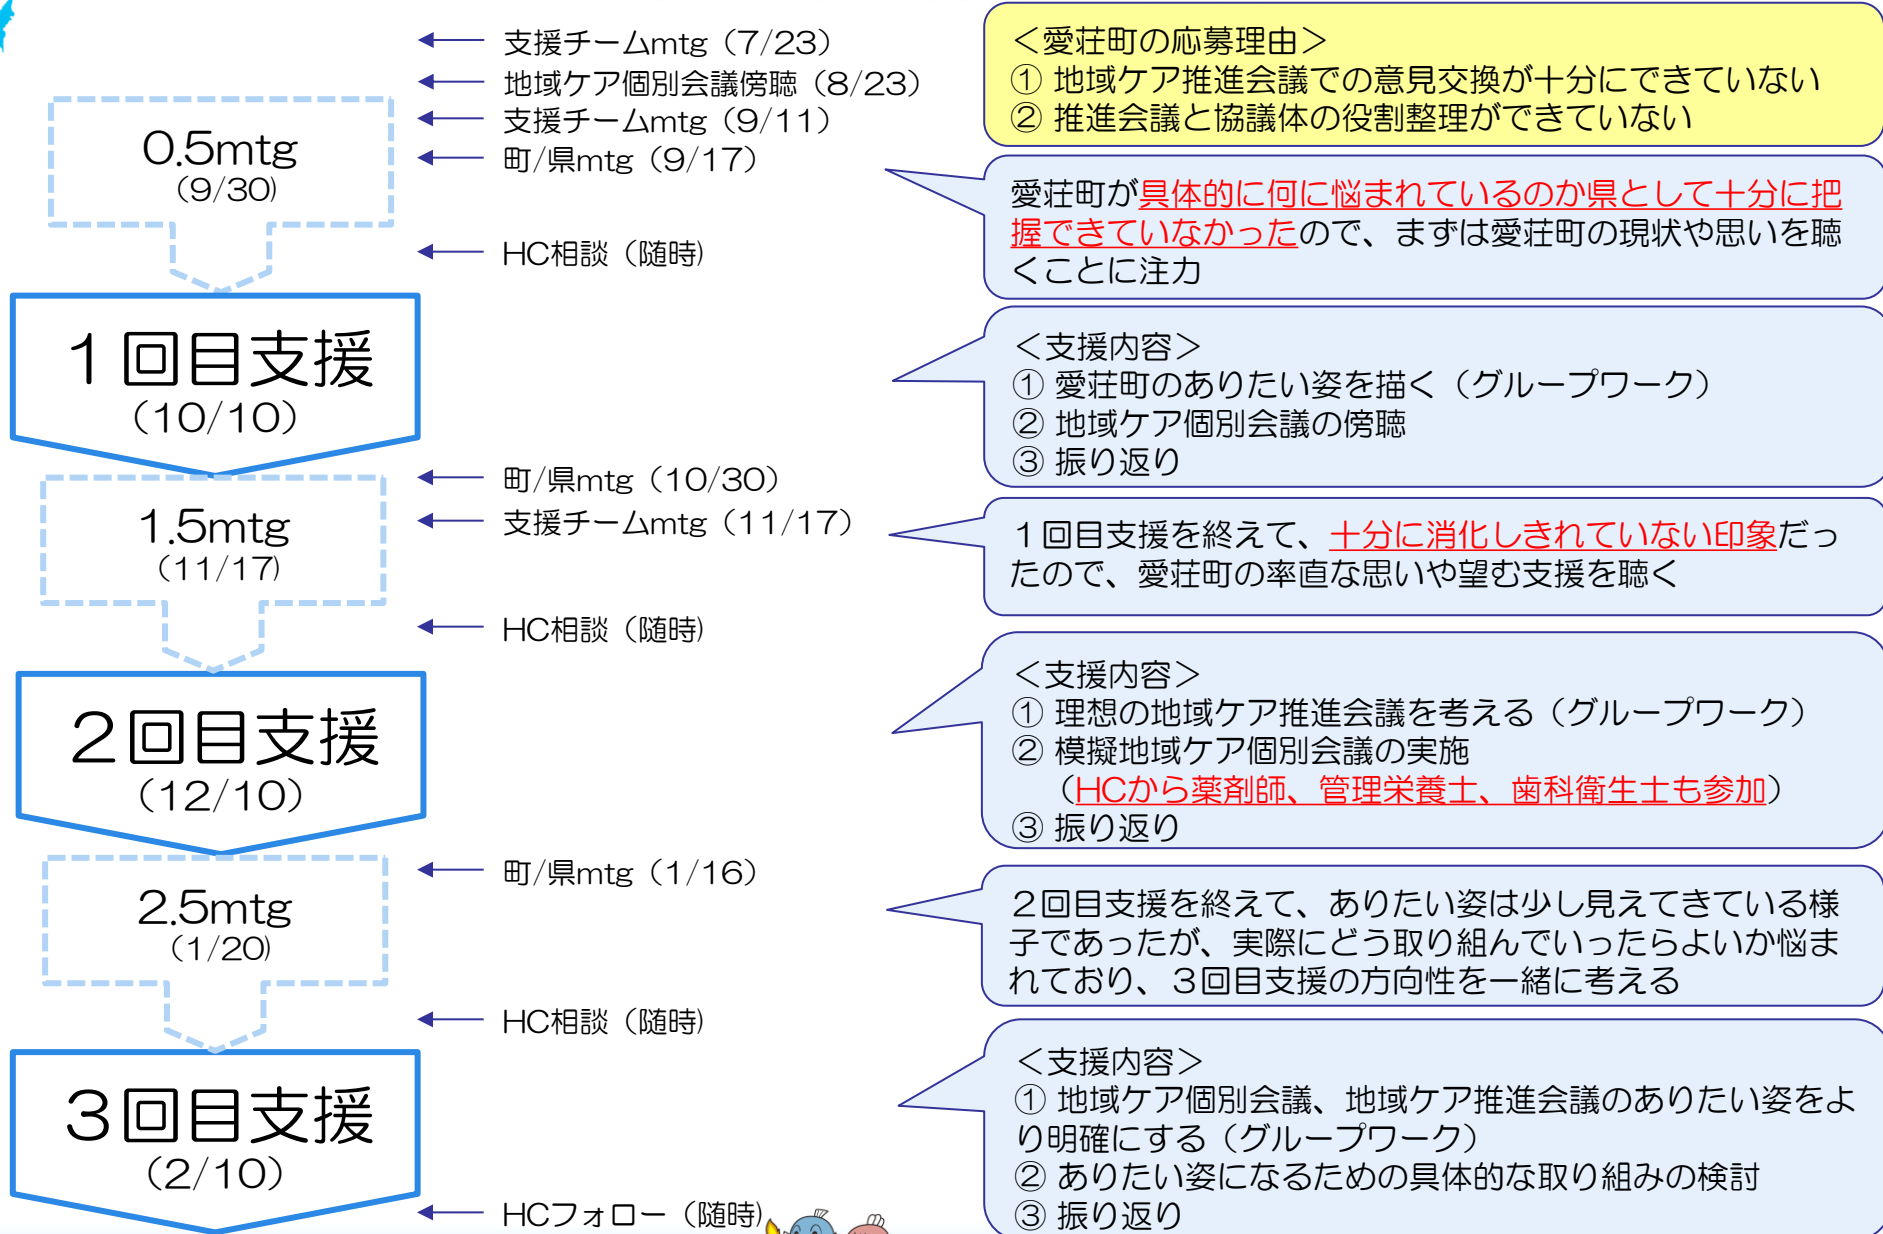 支援チームmtg（7/23）
地域ケア個別会議傍聴（8/23）
支援チームmtg（9/11）
町/県mtg（9/17）
0.5mtg
(9/30)
HC相談（随時）
1回目支援
（10/10）
町/県mtg（10/30）
支援チームmtg（11/17）
1.5mtg
(11/17)
HC相談（随時）
2回目支援
（12/10）
町/県mtg（1/16）
2.5mtg
(1/20)
HC相談（随時）
3回目支援
（2/10）
HCフォロー（随時）
＜愛荘町の応募理由＞
① 地域ケア推進会議での意見交換が十分にできていない
② 推進会議と協議体の役割整理ができていない
愛荘町が具体的に何に悩まれているのか県として十分に把
握できていなかったので、まずは愛荘町の現状や思いを聴
くことに注力
＜支援内容＞
① 愛荘町のありたい姿を描く（グループワーク）
② 地域ケア個別会議の傍聴
③ 振り返り
1回目支援を終えて、十分に消化しきれていない印象だっ
たので、愛荘町の率直な思いや望む支援を聴く
＜支援内容＞
① 理想の地域ケア推進会議を考える（グループワーク）
② 模擬地域ケア個別会議の実施
（HCから薬剤師、管理栄養士、歯科衛生士も参加）
③ 振り返り
2回目支援を終えて、ありたい姿は少し見えてきている様
子であったが、実際にどう取り組んでいったらよいか悩ま
れており、3回目支援の方向性を一緒に考える
＜支援内容＞
① 地域ケア個別会議、地域ケア推進会議のありたい姿をよ
り明確にする（グループワーク）
② ありたい姿になるための具体的な取り組みの検討
③ 振り返り